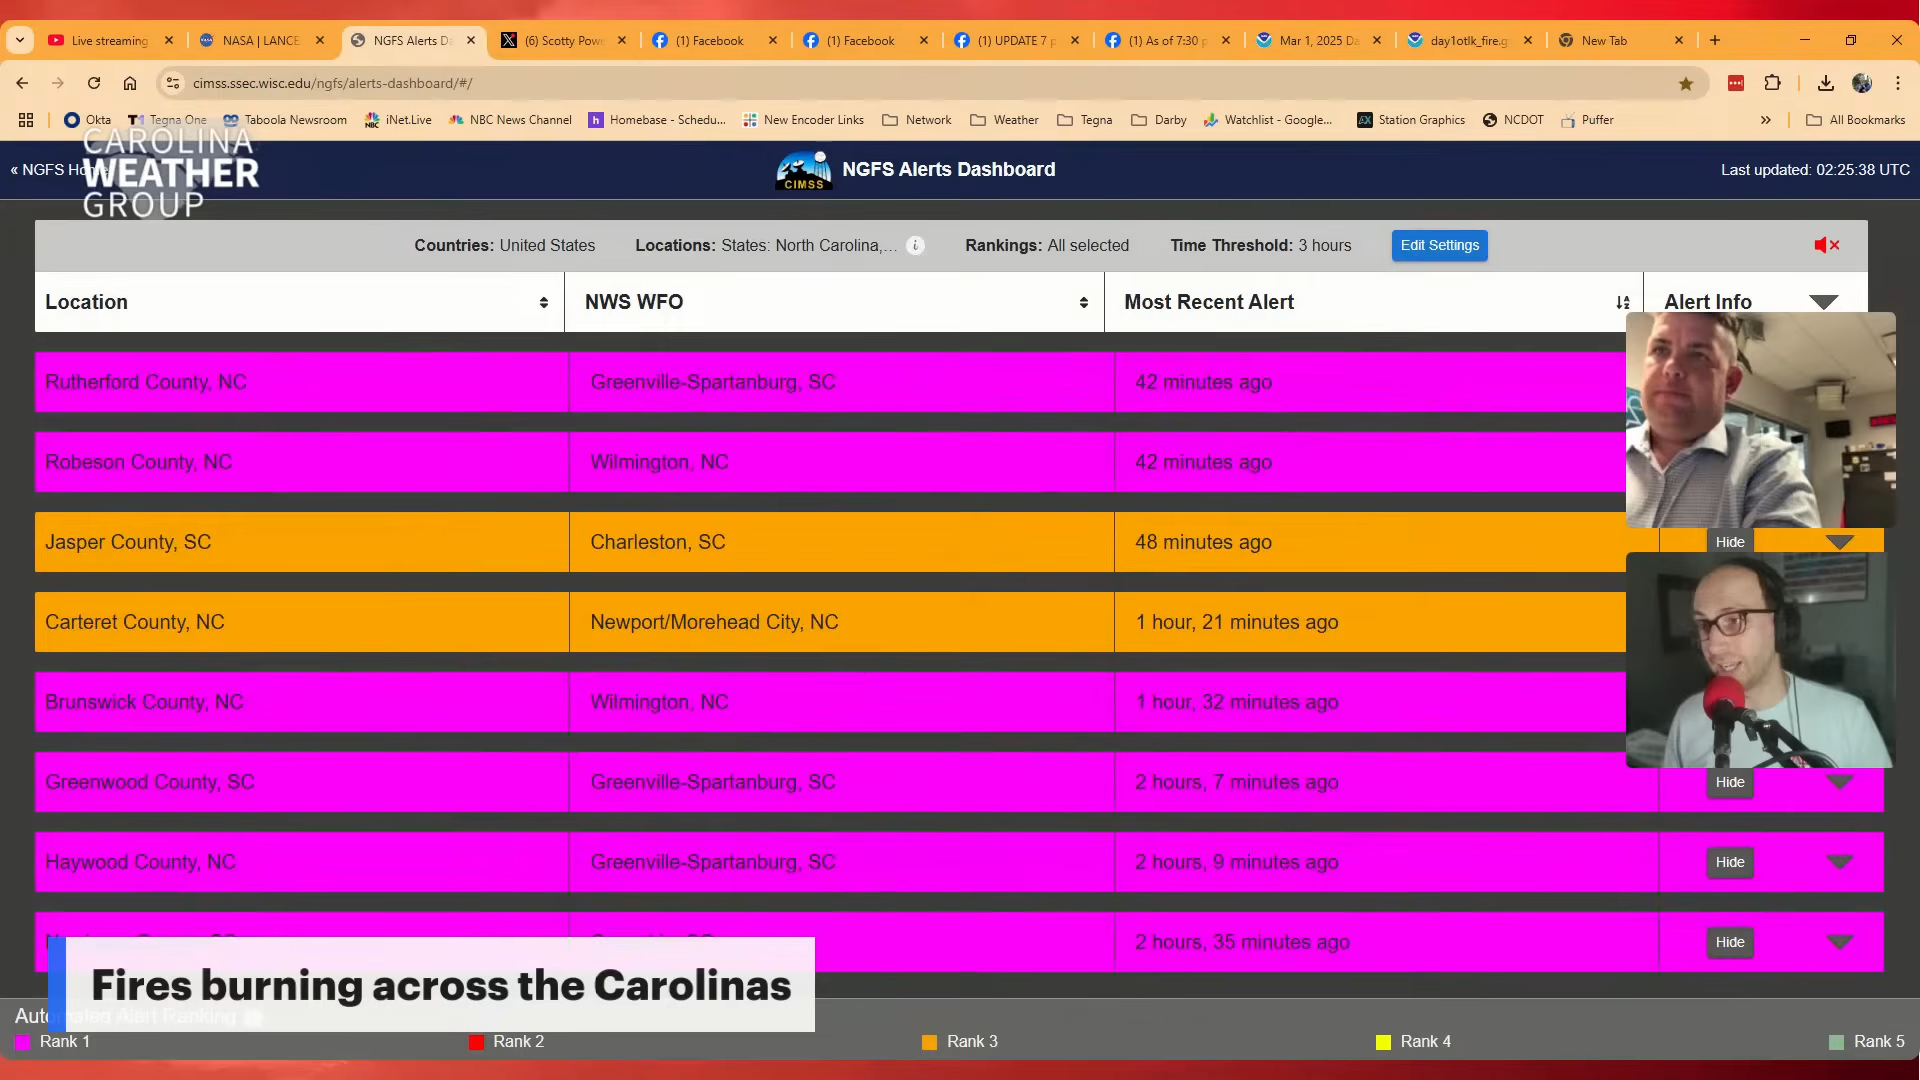 Live streaming
NASA | LANCE
NGFS Alerts Da
(6) Scotty Pow
(1) Facebook
(1) Facebook
(1) UPDATE 7 p
(1) As of 7:30 p
Mar 1, 2025 Da
day1otlk_fire.g
New Tab
cimss.ssec.wisc.edu/ngfs/alerts-dashboard/#/
Okta
Tegna One
Taboola Newsroom
iNet.Live
NBC News Channel
Homebase - Schedu...
New Encoder Links
Network
Weather
Tegna
Darby
Watchlist - Google...
Station Graphics
NCDOT
Puffer
»
All Bookmarks
CAROLINA
WEATHER
GROUP
« NGFS Ho
CIMSS
NGFS Alerts Dashboard
Last updated: 02:25:38 UTC
Countries: United States
Locations: States: North Carolina,...
Rankings: All selected
Time Threshold: 3 hours
Edit Settings
Location
NWS WFO
Most Recent Alert
Alert Info
Rutherford County, NC
Greenville-Spartanburg, SC
42 minutes ago
Robeson County, NC
Wilmington, NC
42 minutes ago
Jasper County, SC
Charleston, SC
48 minutes ago
Hide
Carteret County, NC
Newport/Morehead City, NC
1 hour, 21 minutes ago
Brunswick County, NC
Wilmington, NC
1 hour, 32 minutes ago
Greenwood County, SC
Greenville-Spartanburg, SC
2 hours, 7 minutes ago
Hide
Haywood County, NC
Greenville-Spartanburg, SC
2 hours, 9 minutes ago
Hide
2 hours, 35 minutes ago
Hide
Fires burning across the Carolinas
Automated Alert Ranking
Rank 1
Rank 2
Rank 3
Rank 4
Rank 5